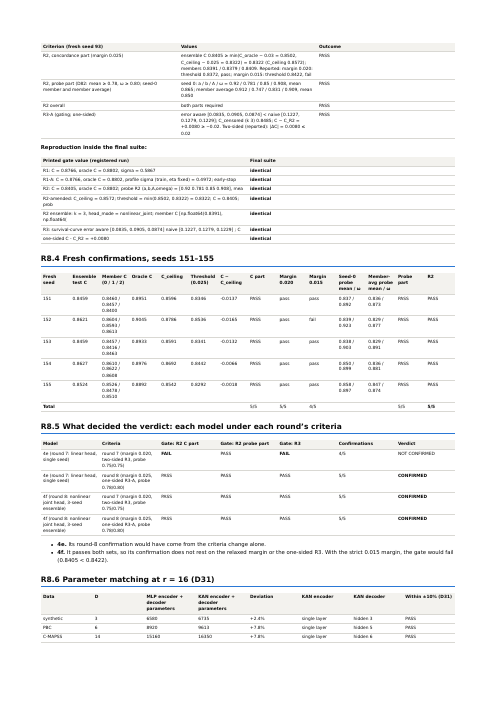 Criterion (fresh seed 93) Values Outcome
R2, concordance part (margin 0.025) ensemble C 0.8405 ≥ min(C_oracle − 0.03 = 0.8502, PASS
C_ceiling − 0.025 = 0.8322) = 0.8322 (C_ceiling 0.8572);
members 0.8391 / 0.8379 / 0.8409. Reported: margin 0.020:
threshold 0.8372, pass; margin 0.015: threshold 0.8422, fail
R2, probe part (D82: mean ≥ 0.78, ω ≥ 0.80; seed-0 seed 0: a / b / A / ω = 0.92 / 0.81 / 0.85 / 0.908, mean PASS
member and member average) 0.865; member average 0.912 / 0.747 / 0.831 / 0.909, mean
0.850
R2 overall both parts required PASS
R3-A (gating; one-sided) error aware [0.0835, 0.0905, 0.0874] < naive [0.1227, PASS
0.1279, 0.1229], C_censored (k 3) 0.8485; C − C_R2 =
+0.0080 ≥ −0.02. Two-sided (reported): |ΔC| = 0.0080 ≤
0.02
Reproduction inside the final suite:
Printed gate value (registered run) Final suite
R1: C = 0.8766, oracle C = 0.8802, sigma = 0.5867 identical
R1-A: C = 0.8766, oracle C = 0.8802, profile sigma (train, eta fixed) = 0.4972; early-stop identical
R2: C = 0.8405, oracle C = 0.8802; probe R2 (a,b,A,omega) = [0.92 0.781 0.85 0.908], mea identical
R2-amended: C_ceiling = 0.8572; threshold = min(0.8502, 0.8322) = 0.8322; C = 0.8405; identical
prob
R2 ensemble: k = 3, head_mode = nonlinear_joint; member C [np.float64(0.8391), identical
np.float64(
R3: survival-curve error aware [0.0835, 0.0905, 0.0874] naive [0.1227, 0.1279, 0.1229] ; C identical
one-sided C - C_R2 = +0.0080 identical
R8.4 Fresh confirmations, seeds 151–155
Fresh seed Ensemble test C Member C (0 / 1 / 2) Oracle C C_ceiling Threshold (0.025) C − C_ceiling C part Margin 0.020 Margin 0.015 Seed-0 probe mean / ω Member-avg probe mean / ω Probe part R2
151 0.8459 0.8460 / 0.8457 / 0.8400 0.8951 0.8596 0.8346 -0.0137 PASS pass pass 0.837 / 0.892 0.836 / 0.873 PASS PASS
152 0.8621 0.8604 / 0.8593 / 0.8613 0.9045 0.8786 0.8536 -0.0165 PASS pass fail 0.839 / 0.923 0.829 / 0.877 PASS PASS
153 0.8459 0.8457 / 0.8416 / 0.8463 0.8933 0.8591 0.8341 -0.0132 PASS pass pass 0.838 / 0.903 0.829 / 0.891 PASS PASS
154 0.8627 0.8610 / 0.8622 / 0.8608 0.8976 0.8692 0.8442 -0.0066 PASS pass pass 0.850 / 0.899 0.836 / 0.881 PASS PASS
155 0.8524 0.8526 / 0.8478 / 0.8510 0.8892 0.8542 0.8292 -0.0018 PASS pass pass 0.858 / 0.897 0.847 / 0.874 PASS PASS
Total 5/5 5/5 4/5 5/5 5/5
R8.5 What decided the verdict: each model under each round's criteria
Model Criteria Gate: R2 C part Gate: R2 probe part Gate: R3 Confirmations Verdict
4e (round 7: linear head, round 7 (margin 0.020, FAIL PASS FAIL 4/5 NOT CONFIRMED
single seed) two-sided R3, probe
0.75/0.75)
4e (round 7: linear head, round 8 (margin 0.025, PASS PASS PASS 5/5 CONFIRMED
single seed) one-sided R3-A, probe
0.78/0.80)
4f (round 8: nonlinear round 7 (margin 0.020, PASS PASS PASS 5/5 CONFIRMED
joint head, 3-seed two-sided R3, probe
ensemble) 0.75/0.75)
4f (round 8: nonlinear round 8 (margin 0.025, PASS PASS PASS 5/5 CONFIRMED
joint head, 3-seed one-sided R3-A, probe
ensemble) 0.78/0.80)
• 4e. Its round-8 confirmation would have come from the criteria change alone.
• 4f. It passes both sets, so its confirmation does not rest on the relaxed margin or the one-sided R3. With the strict 0.015 margin, the gate would fail
(0.8405 < 0.8422).
R8.6 Parameter matching at r = 16 (D31)
Data D MLP encoder + decoder parameters KAN encoder + decoder parameters Deviation KAN encoder KAN decoder Within ±10% (D31)
synthetic 3 6580 6735 +2.4% single layer hidden 3 PASS
PBC 6 8920 9613 +7.8% single layer hidden 5 PASS
C-MAPSS 14 15160 16350 +7.8% single layer hidden 6 PASS